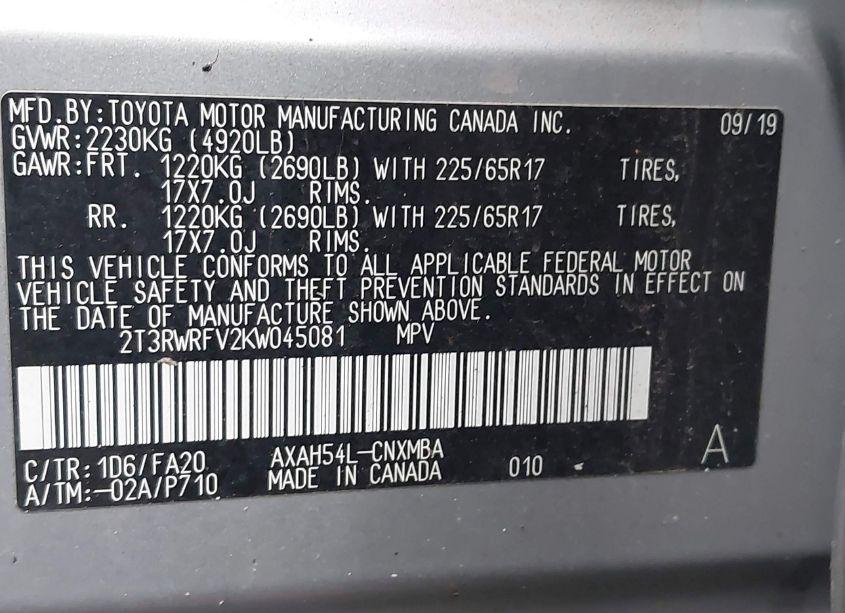 MFD.BY:TOYOTA MOTOR MANUFACTURING CANADA INC. 09/19
GVWR:2230KG (4920LB)
GAWR:FRT. 1220KG (2690LB) WITH 225/65R17 TIRES,
17X7.0J RIMS.
RR. 1220KG (2690LB) WITH 225/65R17 TIRES,
17X7.0J RIMS.
THIS VEHICLE CONFORMS TO ALL APPLICABLE FEDERAL MOTOR
VEHICLE SAFETY AND THEFT PREVENTION STANDARDS IN EFFECT ON
THE DATE OF MANUFACTURE SHOWN ABOVE.
2T3RWRFV2KW045081 MPV
C/TR:1D6/FA20 AXAH54L-CNXMBA
A/TM:-02A/P710 MADE IN CANADA 010 A